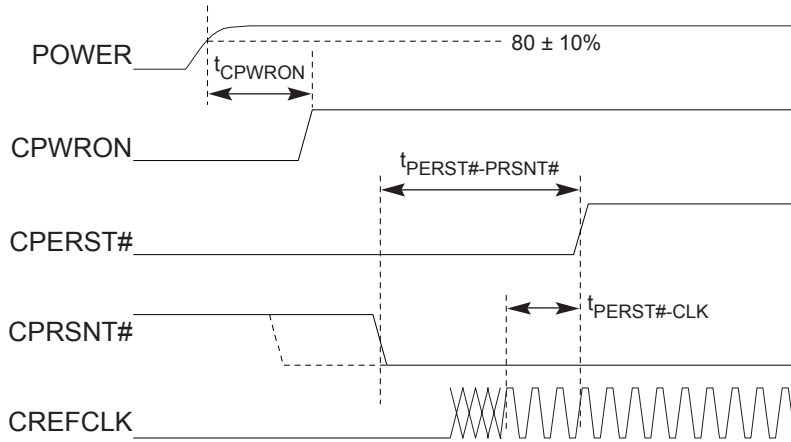 POWER
80 ± 10%
tCPWRON
CPWRON
tPERST#-PRSNT#
CPERST#
tPERST#-CLK
CPRSNT#
CREFCLK